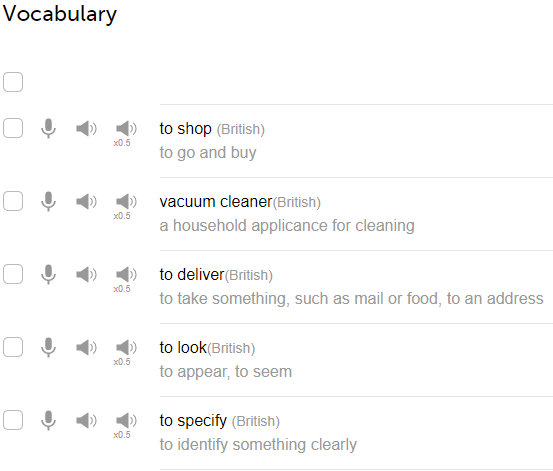 Vocabulary
to shop (British)
x0.5
to go and buy
vacuum cleaner(British)
x0.5
a household applicance for cleaning
to deliver(British)
x0.5
to take something, such as mail or food, to an address
to look(British)
x0.5
to appear, to seem
to specify (British)
x0.5
to identify something clearly